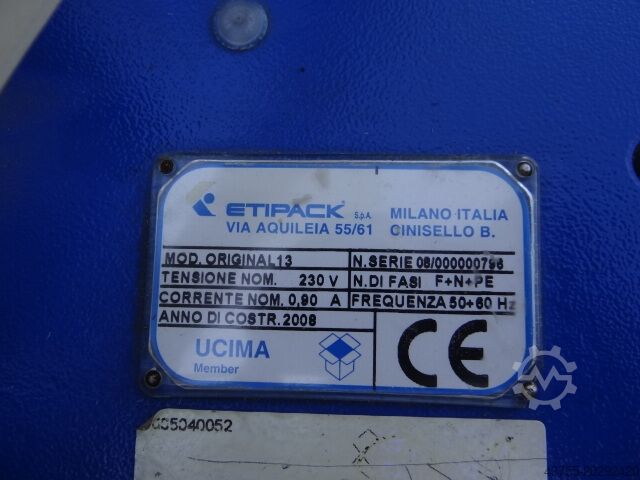 ETIPACK S.p.A. MILANO ITALIA
VIA AQUILEIA 55/61 CINISELLO B.
MOD. ORIGINAL13 N.SERIE 08/000000796
TENSIONE NOM. 230 V N.DI FASI F+N+PE
CORRENTE NOM. 0,90 A FREQUENZA 50÷60 Hz
ANNO DI COSTR. 2008
UCIMA
Member
CE